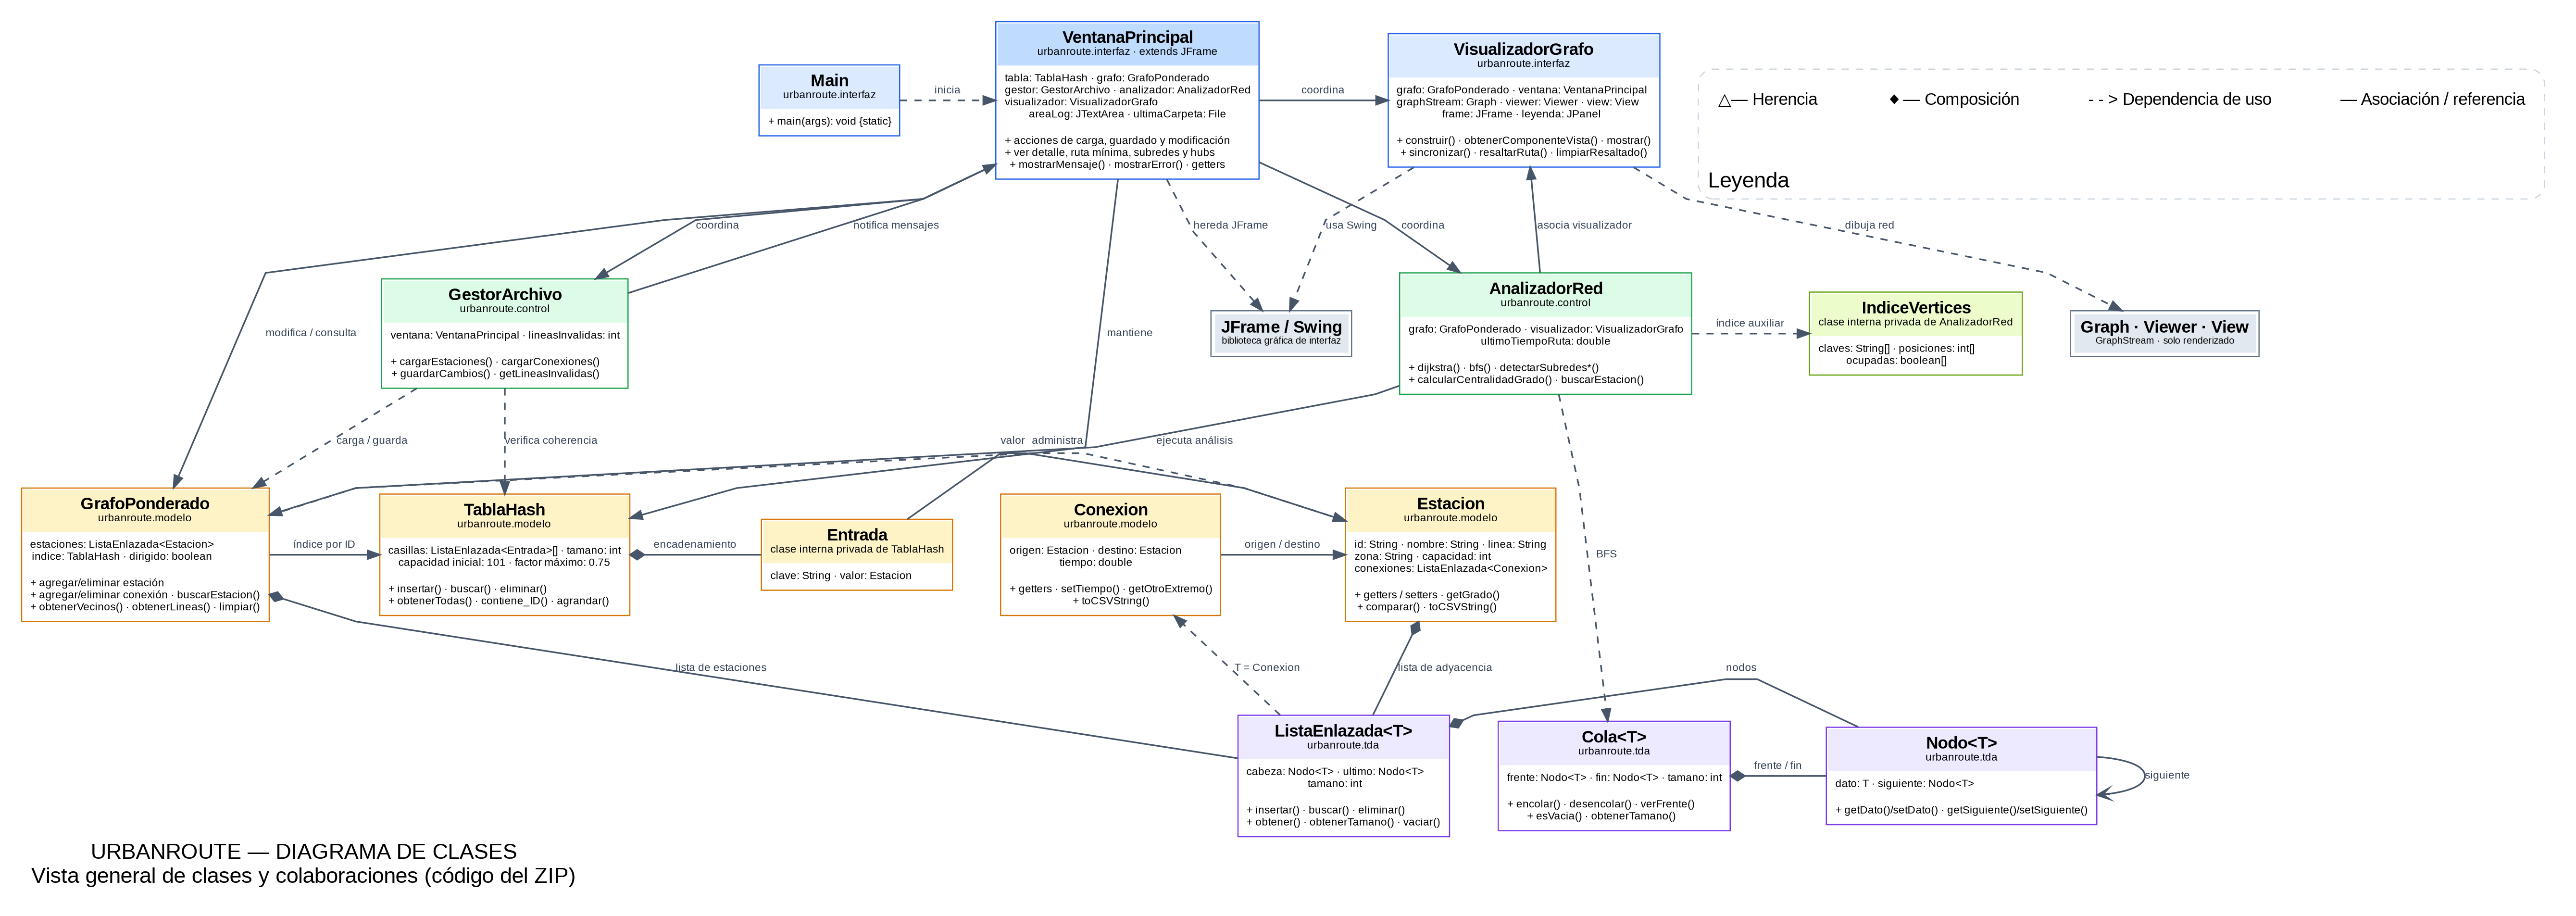 VentanaPrincipal
urbanroute.interfaz · extends JFrame
tabla: TablaHash · grafo: GrafoPonderado
gestor: GestorArchivo · analizador: AnalizadorRed
visualizador: VisualizadorGrafo
areaLog: JTextArea · ultimaCarpeta: File
+ acciones de carga, guardado y modificación
+ ver detalle, ruta mínima, subredes y hubs
+ mostrarMensaje() · mostrarError() · getters
VisualizadorGrafo
urbanroute.interfaz
grafo: GrafoPonderado · ventana: VentanaPrincipal
graphStream: Graph · viewer: Viewer · view: View
frame: JFrame · leyenda: JPanel
+ construir() · obtenerComponenteVista() · mostrar()
+ sincronizar() · resaltarRuta() · limpiarResaltado()
Main
urbanroute.interfaz
+ main(args): void {static}
inicia
coordina
△— Herencia
♦ — Composición
- - > Dependencia de uso
— Asociación / referencia
Leyenda
coordina
notifica mensajes
hereda JFrame
usa Swing
coordina
asocia visualizador
dibuja red
GestorArchivo
urbanroute.control
ventana: VentanaPrincipal · lineasInvalidas: int
+ cargarEstaciones() · cargarConexiones()
+ guardarCambios() · getLineasInvalidas()
modifica / consulta
mantiene
JFrame / Swing
biblioteca gráfica de interfaz
AnalizadorRed
urbanroute.control
grafo: GrafoPonderado · visualizador: VisualizadorGrafo
ultimoTiempoRuta: double
+ dijkstra() · bfs() · detectarSubredes*()
+ calcularCentralidadGrado() · buscarEstacion()
índice auxiliar
IndiceVertices
clase interna privada de AnalizadorRed
claves: String[] · posiciones: int[]
ocupadas: boolean[]
Graph · Viewer · View
GraphStream · solo renderizado
carga / guarda
verifica coherencia
valor
administra
ejecuta análisis
GrafoPonderado
urbanroute.modelo
estaciones: ListaEnlazada<Estacion>
indice: TablaHash · dirigido: boolean
+ agregar/eliminar estación
+ agregar/eliminar conexión · buscarEstacion()
+ obtenerVecinos() · obtenerLineas() · limpiar()
índice por ID
TablaHash
urbanroute.modelo
casillas: ListaEnlazada<Entrada>[] · tamano: int
capacidad inicial: 101 · factor máximo: 0.75
+ insertar() · buscar() · eliminar()
+ obtenerTodas() · contiene_ID() · agrandar()
encadenamiento
Entrada
clase interna privada de TablaHash
clave: String · valor: Estacion
Conexion
urbanroute.modelo
origen: Estacion · destino: Estacion
tiempo: double
+ getters · setTiempo() · getOtroExtremo()
+ toCSVString()
origen / destino
Estacion
urbanroute.modelo
id: String · nombre: String · linea: String
zona: String · capacidad: int
conexiones: ListaEnlazada<Conexion>
+ getters / setters · getGrado()
+ comparar() · toCSVString()
BFS
lista de estaciones
T = Conexion
lista de adyacencia
nodos
ListaEnlazada<T>
urbanroute.tda
cabeza: Nodo<T> · ultimo: Nodo<T>
tamano: int
+ insertar() · buscar() · eliminar()
+ obtener() · obtenerTamano() · vaciar()
Cola<T>
urbanroute.tda
frente: Nodo<T> · fin: Nodo<T> · tamano: int
+ encolar() · desencolar() · verFrente()
+ esVacia() · obtenerTamano()
frente / fin
Nodo<T>
urbanroute.tda
dato: T · siguiente: Nodo<T>
+ getDato()/setDato() · getSiguiente()/setSiguiente()
siguiente
URBANROUTE — DIAGRAMA DE CLASES
Vista general de clases y colaboraciones (código del ZIP)